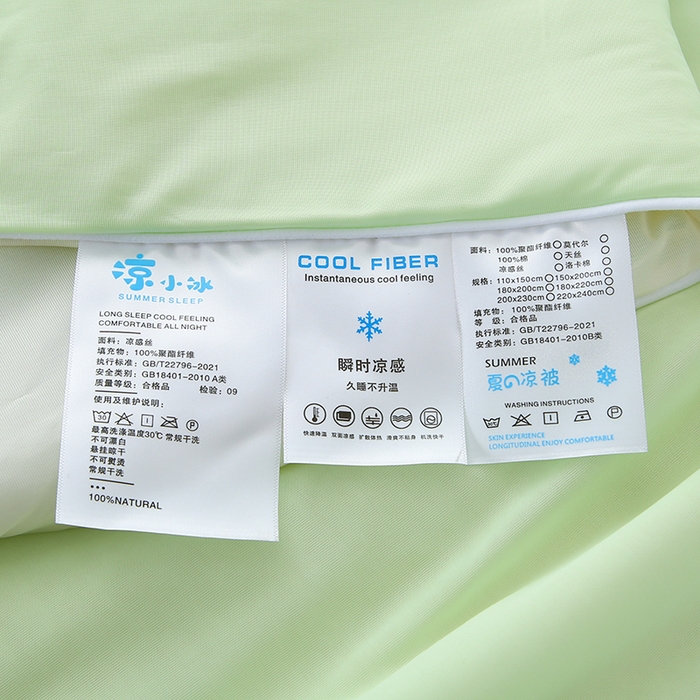 凉小冰
SUMMER SLEEP
LONG SLEEP COOL FEELING
COMFORTABLE ALL NIGHT
面料：凉感丝
填充物：100%聚酯纤维
执行标准：GB/T22796-2021
安全类别：GB18401-2010 A类
质量等级：合格品 检验：09
使用及维护说明：
30 P
最高洗涤温度30℃ 常规干洗
不可漂白
悬挂晾干
不可熨烫
常规干洗
100%NATURAL
COOL FIBER
Instantaneous cool feeling
瞬时凉感
久睡不升温
快速降温 双面凉感 扩散体热 滑爽不粘身 机洗快干
面料：100%聚酯纤维○ 莫代尔○
100%棉○ 天丝○
凉感丝○ 洛卡棉○
规格：110x150cm○ 150x200cm○
180x200cm○ 180x220cm○
200x230cm○ 220x240cm○
填充物：100%聚酯纤维
等 级：合格品
执行标准：GB/T22796-2021
安全类别：GB18401-2010B类
SUMMER
夏の凉被
WASHING INSTRUCTIONS
P
SKIN EXPERIENCE
LONGITUDINAL ENJOY COMFORTABLE